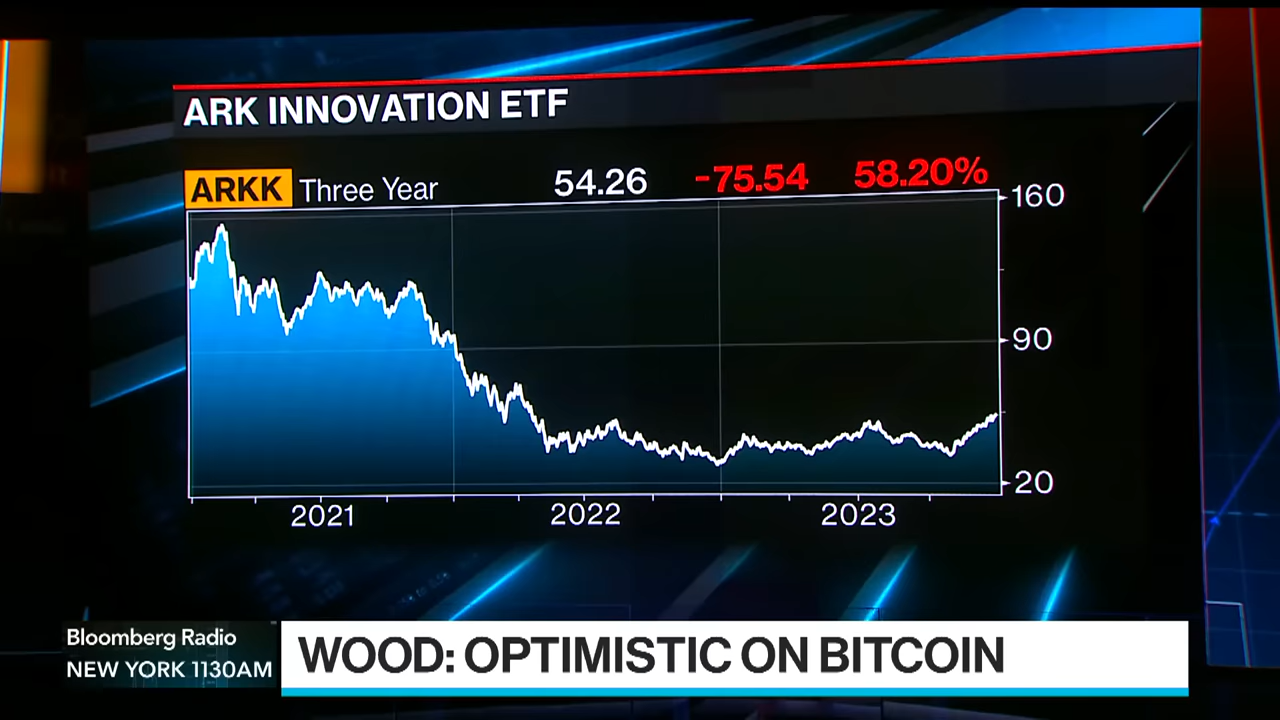 ARK INNOVATION ETF
ARKK Three Year 54.26 -75.54 58.20%
160
90
20
2021 2022 2023
Bloomberg Radio
NEW YORK 1130AM
WOOD: OPTIMISTIC ON BITCOIN